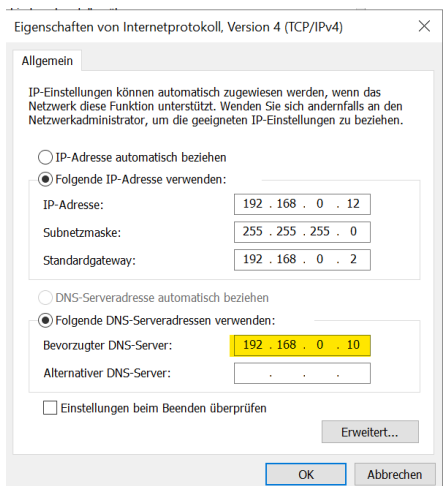 Eigenschaften von Internetprotokoll, Version 4 (TCP/IPv4)
Allgemein
IP-Einstellungen können automatisch zugewiesen werden, wenn das
Netzwerk diese Funktion unterstützt. Wenden Sie sich andernfalls an den
Netzwerkadministrator, um die geeigneten IP-Einstellungen zu beziehen.
IP-Adresse automatisch beziehen
Folgende IP-Adresse verwenden:
IP-Adresse: 192 . 168 . 0 . 12
Subnetzmaske: 255 . 255 . 255 . 0
Standardgateway: 192 . 168 . 0 . 2
DNS-Serveradresse automatisch beziehen
Folgende DNS-Serveradressen verwenden:
Bevorzugter DNS-Server: 192 . 168 . 0 . 10
Alternativer DNS-Server: . . .
Einstellungen beim Beenden überprüfen
Erweitert...
OK Abbrechen